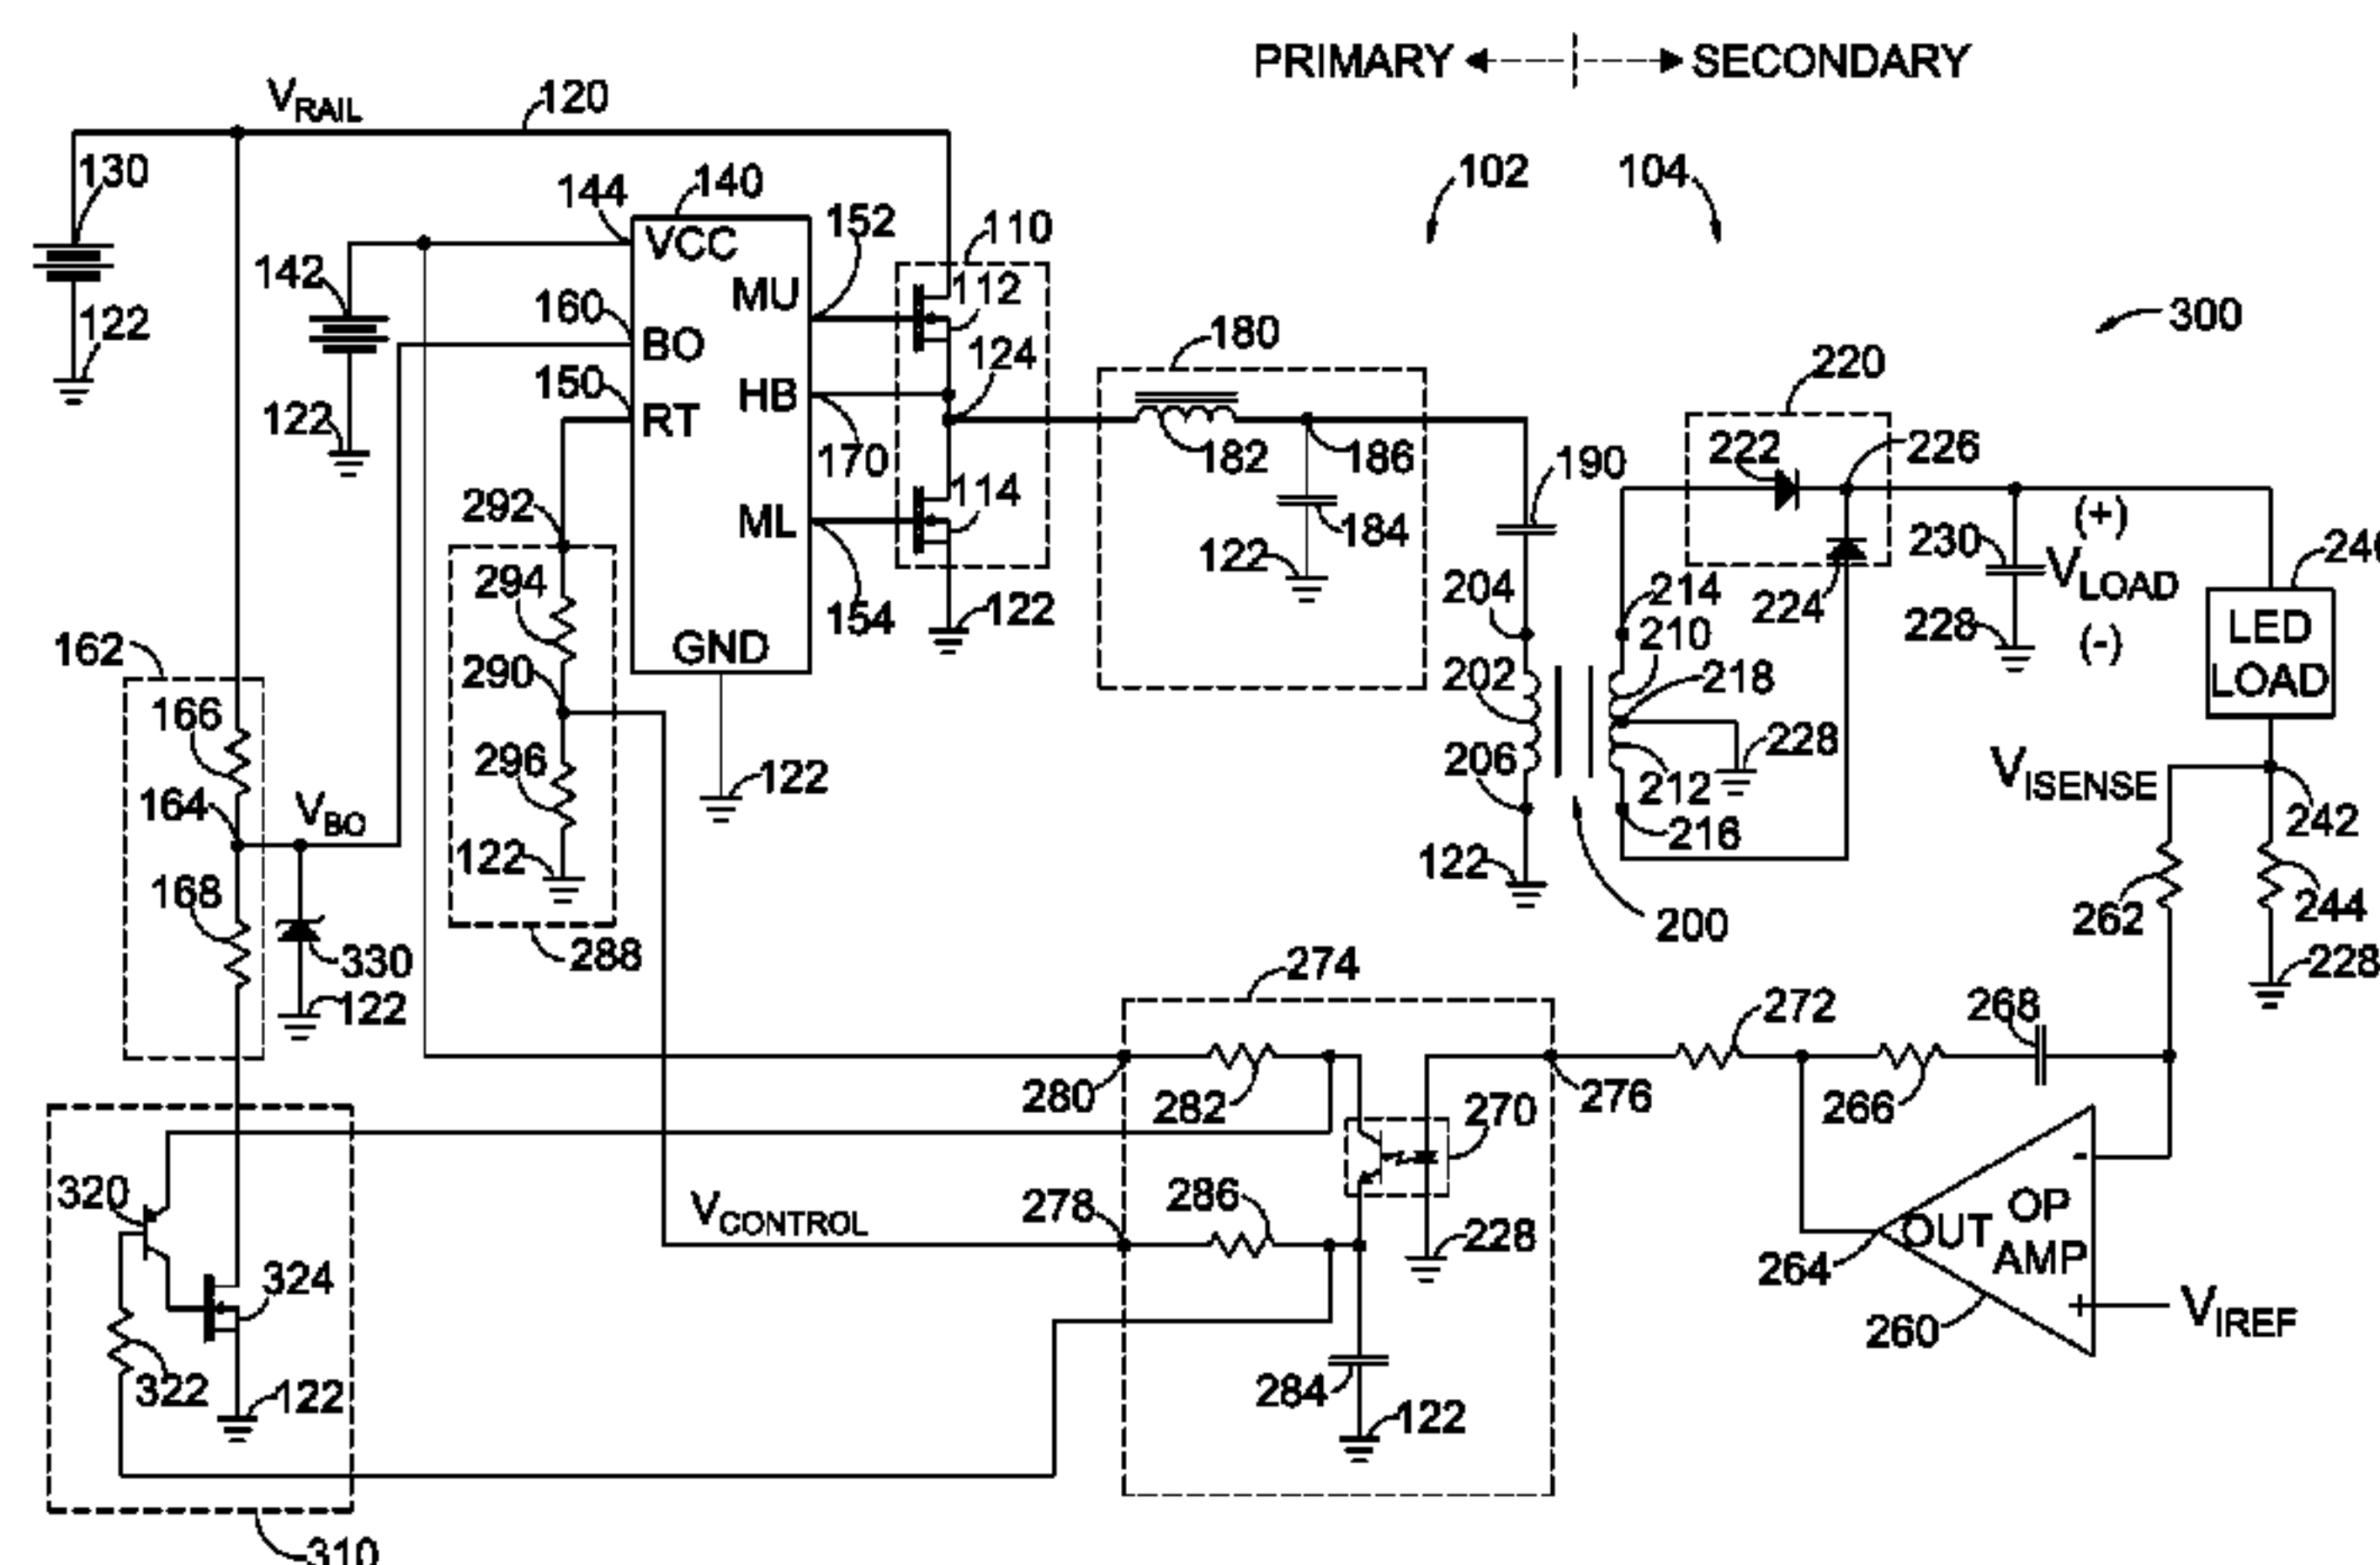 PRIMARY SECONDARY
VRAIL 120
130 144 140 152 110 102 104
VCC
142 MU 112 300
122 160 BO 124 180 220
122 150 RT HB 182 186 190 222 226
170
292 ML 114 184 (+)
294 122 230 VLOAD 240
154 122 204 214 224 228 (-) LED
162 GND 210 LOAD
290 202 218
166 296 122 206 228 VISENSE
164 VBO 212 242
122 122 216
168 262 244
330 288 200 228
122 274
272 268
280 282 270 276 266
320 VCONTROL 278 286 228 OP
OUT AMP
- +
324 264
260 VIREF
322 122 284 122
310